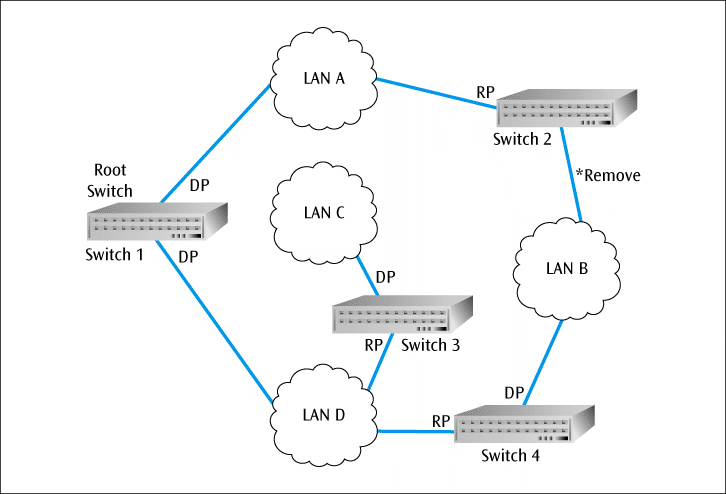 LAN A
RP
Switch 2
Root
Switch
DP
*Remove
LAN C
Switch 1
DP
LAN B
DP
RP
Switch 3
DP
LAN D
RP
Switch 4